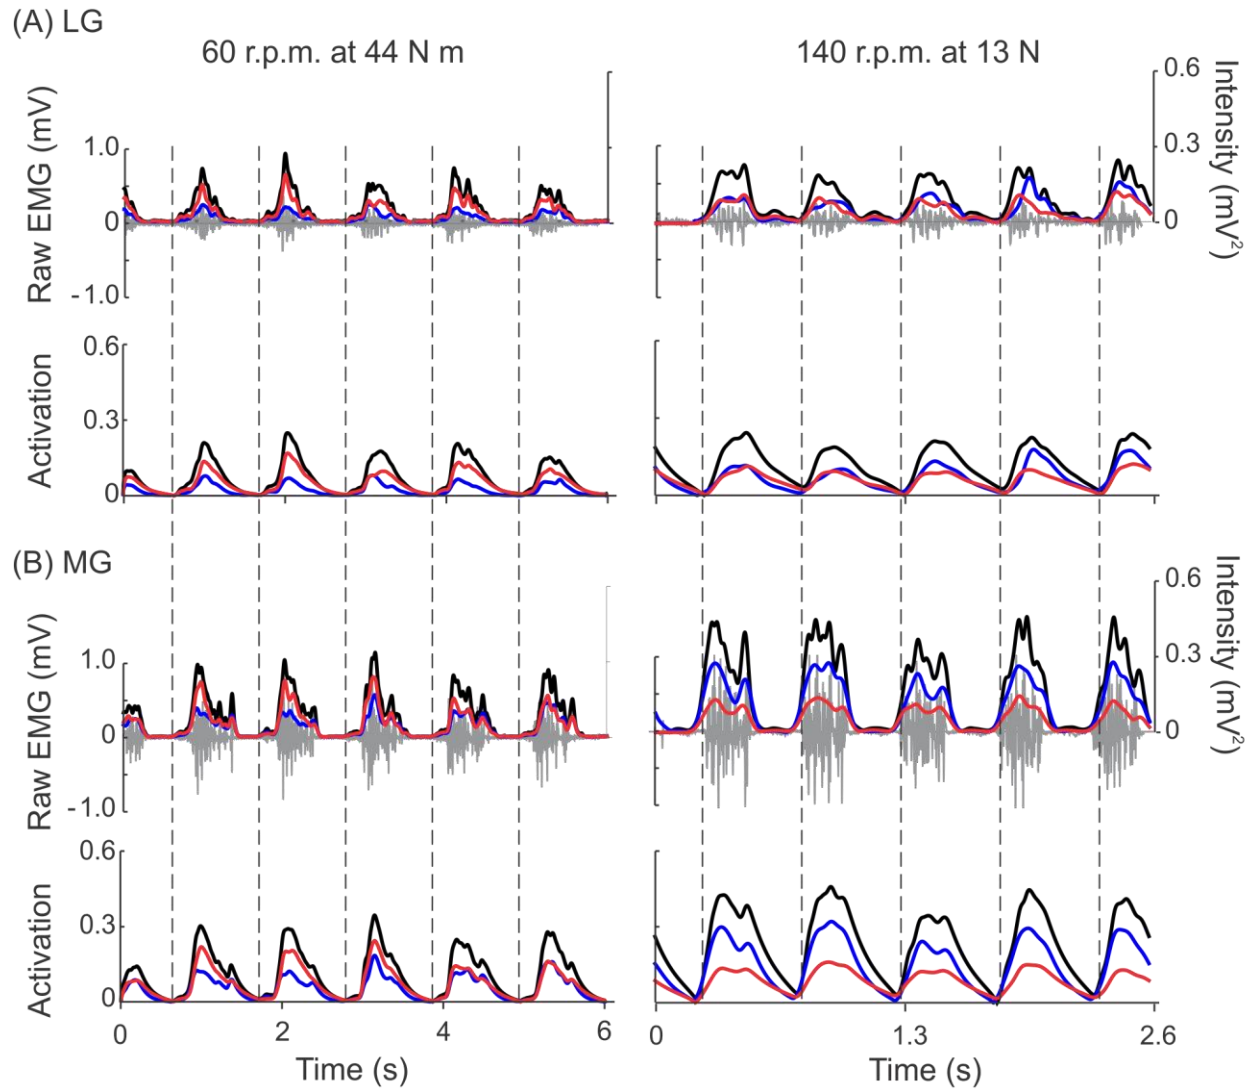 (A) LG
60 r.p.m. at 44 N m
140 r.p.m. at 13 N
Raw EMG (mV)
1.0
0
-1.0
0.6
0.3
0
Intensity (mV²)
Activation
0.6
0.3
0
(B) MG
Raw EMG (mV)
1.0
0
-1.0
0.6
0.3
0
Intensity (mV²)
Activation
0.6
0.3
0
0
2
4
6
Time (s)
0
1.3
2.6
Time (s)